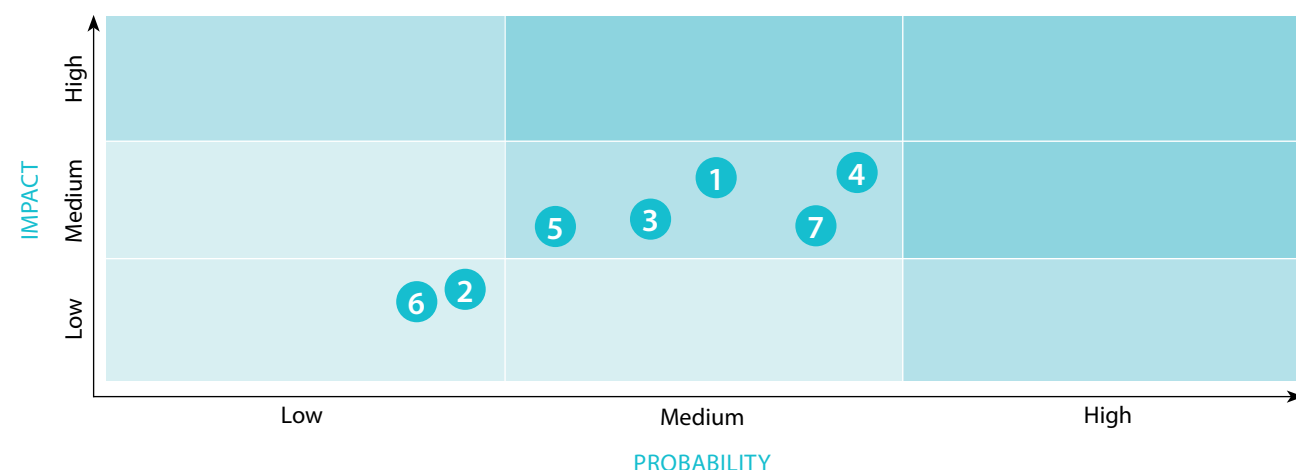 IMPACT
High
Medium
Low
1
4
3
5
7
2
6
Low
Medium
High
PROBABILITY